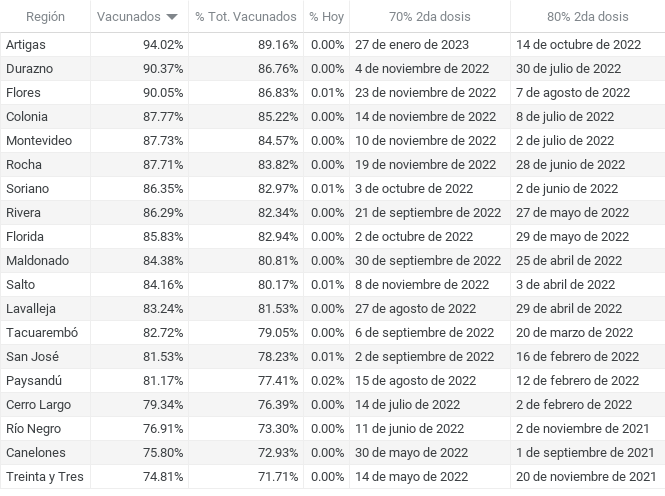 Región Vacunados % Tot. Vacunados % Hoy 70% 2da dosis 80% 2da dosis
Artigas 94.02% 89.16% 0.00% 27 de enero de 2023 14 de octubre de 2022
Durazno 90.37% 86.76% 0.00% 4 de noviembre de 2022 30 de julio de 2022
Flores 90.05% 86.83% 0.01% 23 de noviembre de 2022 7 de agosto de 2022
Colonia 87.77% 85.22% 0.00% 14 de noviembre de 2022 8 de julio de 2022
Montevideo 87.73% 84.57% 0.00% 10 de noviembre de 2022 2 de julio de 2022
Rocha 87.71% 83.82% 0.00% 19 de noviembre de 2022 28 de junio de 2022
Soriano 86.35% 82.97% 0.01% 3 de octubre de 2022 2 de junio de 2022
Rivera 86.29% 82.34% 0.00% 21 de septiembre de 2022 27 de mayo de 2022
Florida 85.83% 82.94% 0.00% 2 de octubre de 2022 29 de mayo de 2022
Maldonado 84.38% 80.81% 0.00% 30 de septiembre de 2022 25 de abril de 2022
Salto 84.16% 80.17% 0.01% 8 de noviembre de 2022 3 de abril de 2022
Lavalleja 83.24% 81.53% 0.00% 27 de agosto de 2022 29 de abril de 2022
Tacuarembó 82.72% 79.05% 0.00% 6 de septiembre de 2022 20 de marzo de 2022
San José 81.53% 78.23% 0.01% 2 de septiembre de 2022 16 de febrero de 2022
Paysandú 81.17% 77.41% 0.02% 15 de agosto de 2022 12 de febrero de 2022
Cerro Largo 79.34% 76.39% 0.00% 14 de julio de 2022 2 de febrero de 2022
Río Negro 76.91% 73.30% 0.00% 11 de junio de 2022 2 de noviembre de 2021
Canelones 75.80% 72.93% 0.00% 30 de mayo de 2022 1 de septiembre de 2021
Treinta y Tres 74.81% 71.71% 0.00% 14 de mayo de 2022 20 de noviembre de 2021